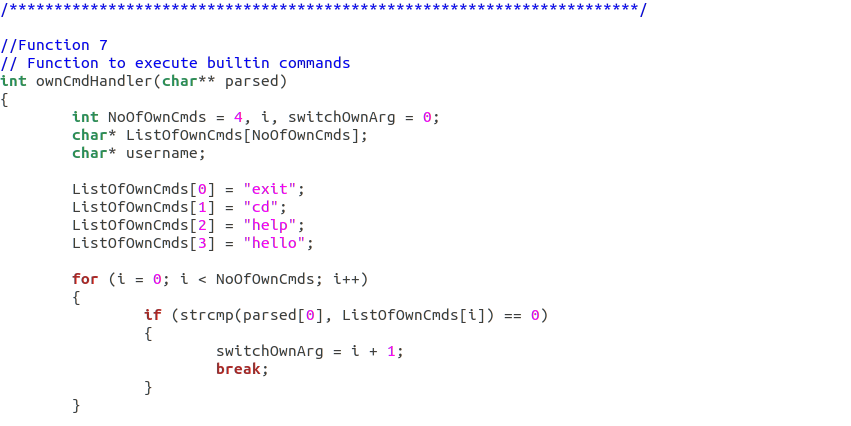 /**********************************************************************/
//Function 7
// Function to execute builtin commands
int ownCmdHandler(char** parsed)
{
int NoOfOwnCmds = 4, i, switchOwnArg = 0;
char* ListOfOwnCmds[NoOfOwnCmds];
char* username;
ListOfOwnCmds[0] = "exit";
ListOfOwnCmds[1] = "cd";
ListOfOwnCmds[2] = "help";
ListOfOwnCmds[3] = "hello";
for (i = 0; i < NoOfOwnCmds; i++)
{
if (strcmp(parsed[0], ListOfOwnCmds[i]) == 0)
{
switchOwnArg = i + 1;
break;
}
}